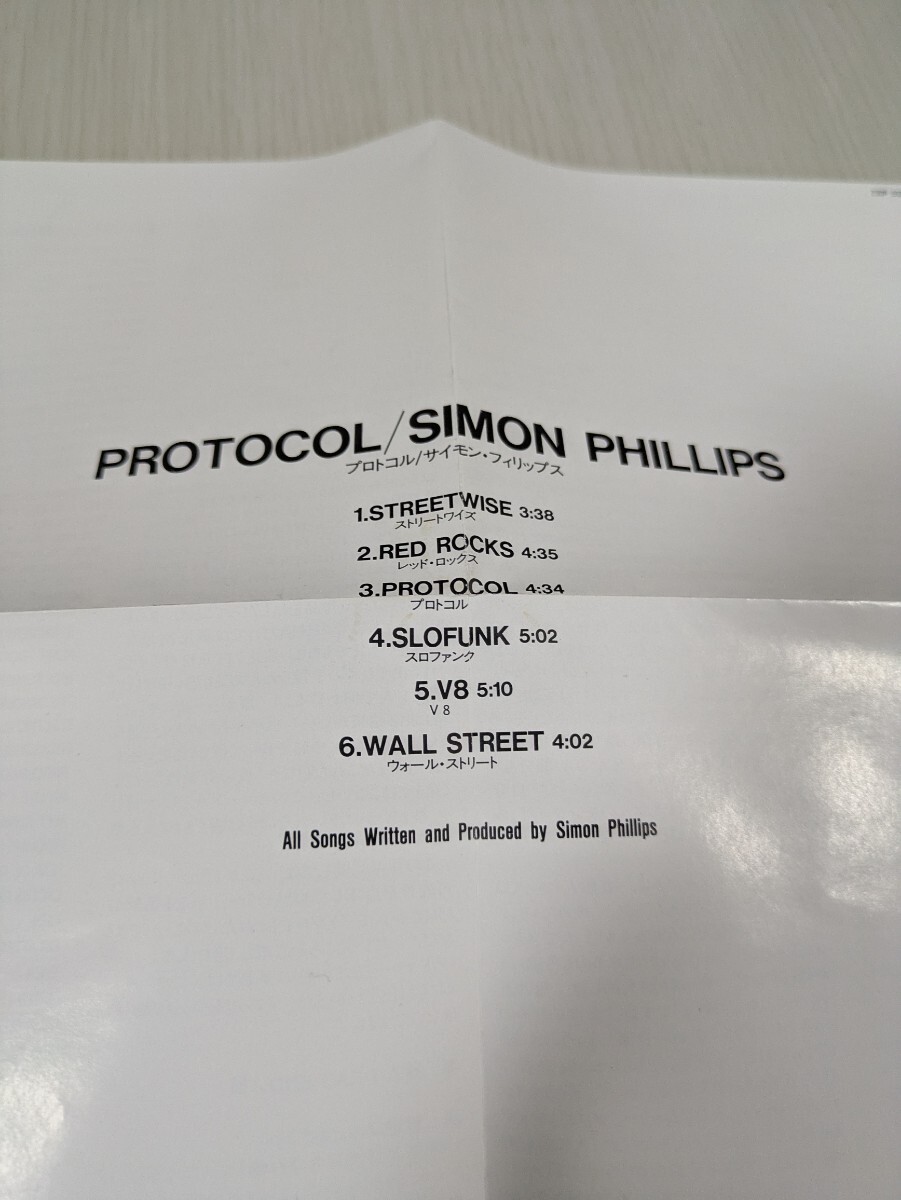 PROTOCOL/SIMON PHILLIPS
プロトコル/サイモン・フィリップス
1.STREETWISE 3:38
ストリートワイズ
2.RED ROCKS 4:35
レッド・ロックス
3.PROTOCOL 4:34
プロトコル
4.SLOFUNK 5:02
スロファンク
5.V8 5:10
V8
6.WALL STREET 4:02
ウォール・ストリート
All Songs Written and Produced by Simon Phillips